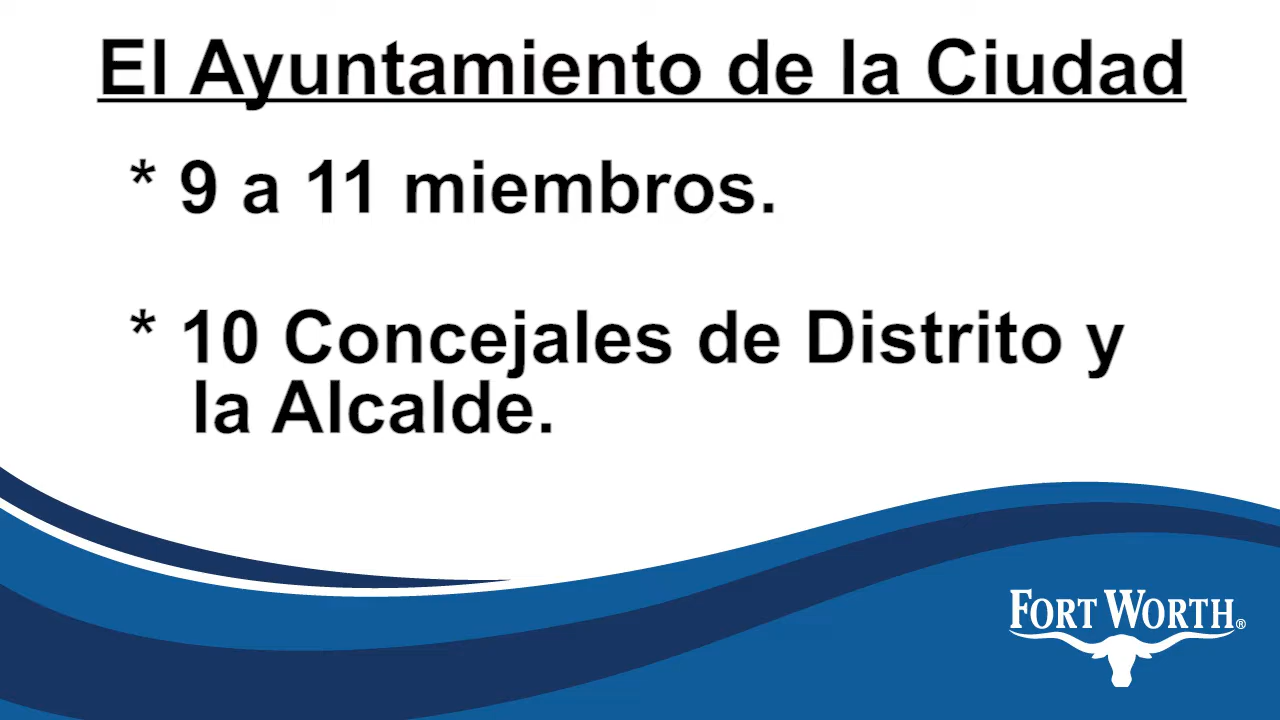 El Ayuntamiento de la Ciudad
* 9 a 11 miembros.
* 10 Concejales de Distrito y
la Alcalde.
FORT WORTH®